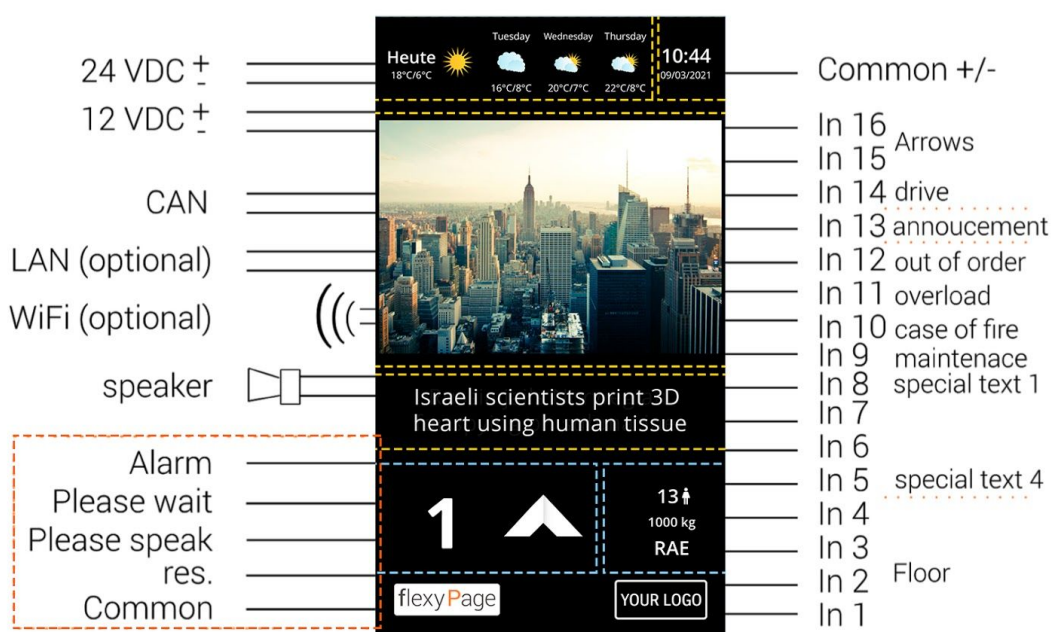 24 VDC +
-
12 VDC +
-
CAN
LAN (optional)
WiFi (optional)
speaker
Alarm
Please wait
Please speak
res.
Common
Heute
18°C/6°C
Tuesday
16°C/8°C
Wednesday
20°C/7°C
Thursday
22°C/8°C
10:44
09/03/2021
Israeli scientists print 3D
heart using human tissue
1
13
1000 kg
RAE
flexyPage
YOUR LOGO
Common +/-
In 16
Arrows
In 15
In 14 drive
In 13 annoucement
In 12 out of order
In 11 overload
In 10 case of fire
In 9 maintenace
In 8 special text 1
In 7
In 6
In 5 special text 4
In 4
In 3
Floor
In 2
In 1